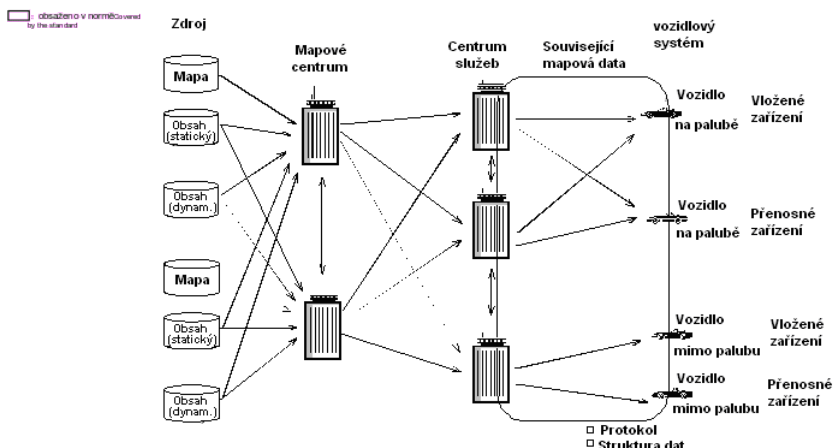 : obsaženo v normě Covered
by the standard
Zdroj
Mapové
centrum
Centrum
služeb
Související
mapová data
vozidlový
systém
Mapa
Obsah
(statický)
Obsah
(dynam.)
Mapa
Obsah
(statický)
Obsah
(dynam.)
Vozidlo
na palubě
Vložené
zařízení
Vozidlo
na palubě
Přenosné
zařízení
Vozidlo
mimo palubu
Vložené
zařízení
Vozidlo
mimo palubu
Přenosné
zařízení
□ Protokol
□ Struktura dat